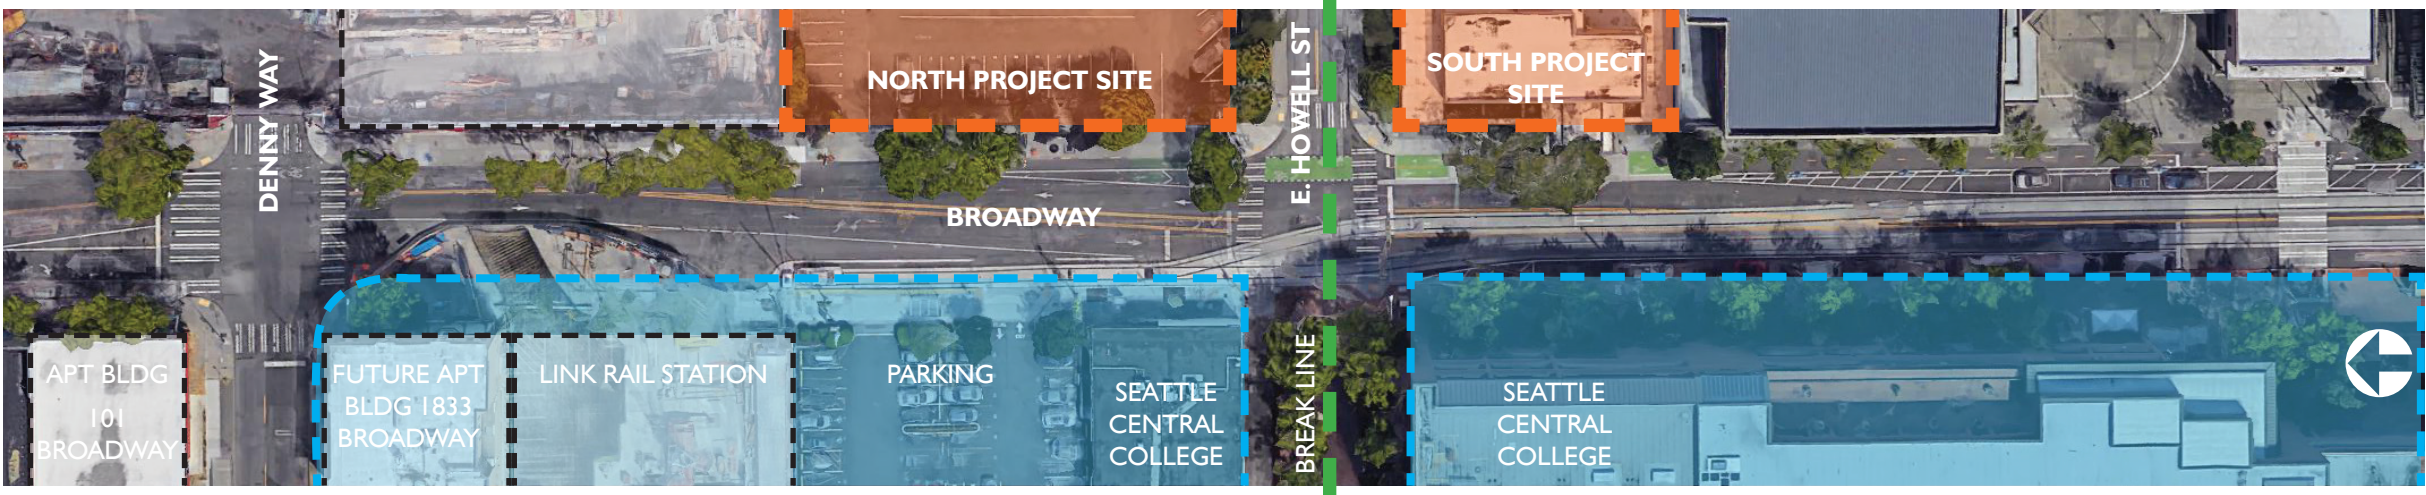 DENNY WAY
NORTH PROJECT SITE
E. HOWELL ST
SOUTH PROJECT
SITE
BROADWAY
APT BLDG
101
BROADWAY
FUTURE APT
BLDG 1833
BROADWAY
LINK RAIL STATION
PARKING
SEATTLE
CENTRAL
COLLEGE
BREAK LINE
SEATTLE
CENTRAL
COLLEGE